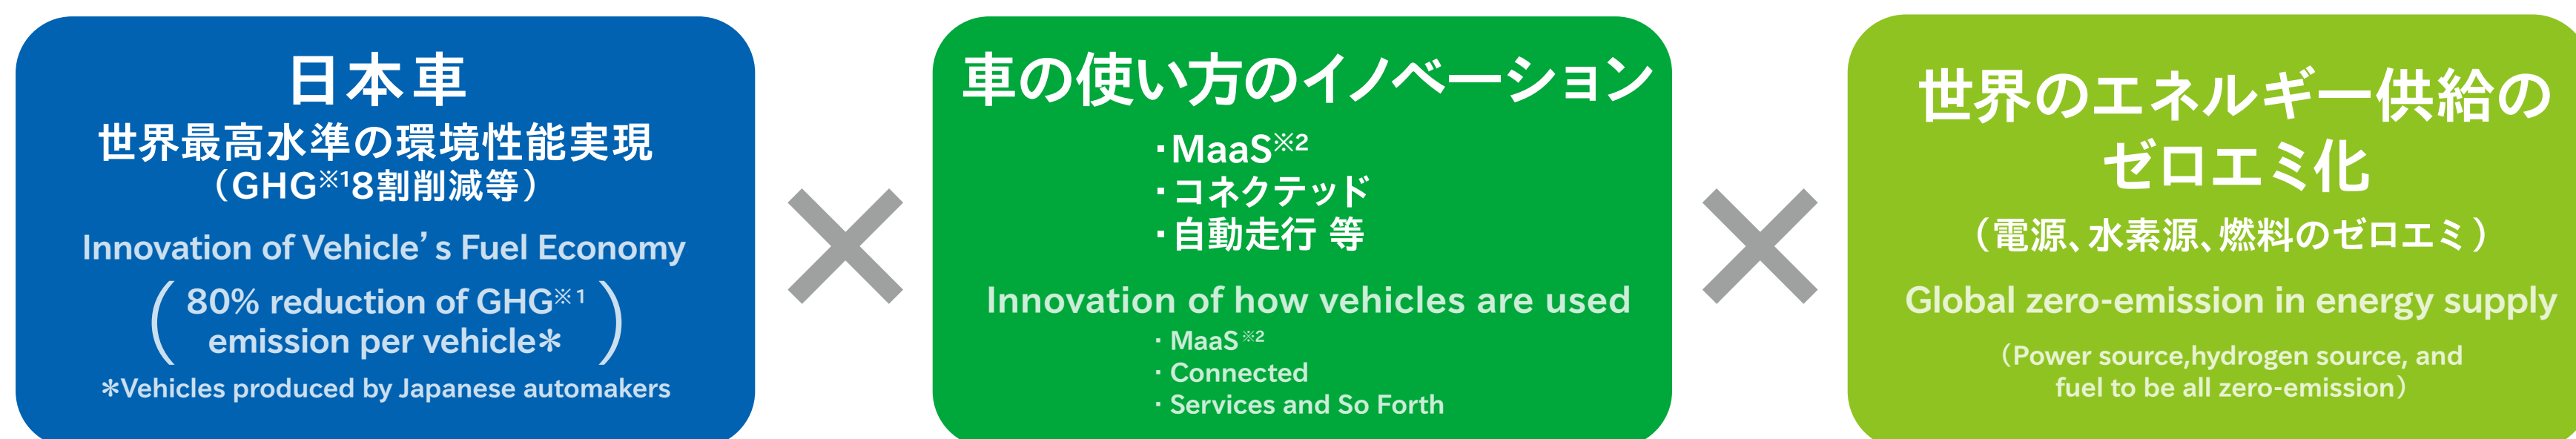 日本車
世界最高水準の環境性能実現
（GHG※18割削減等）
Innovation of Vehicle’s Fuel Economy
( 80% reduction of GHG※1
emission per vehicle＊ )
＊Vehicles produced by Japanese automakers
×
車の使い方のイノベーション
・MaaS※2
・コネクテッド
・自動走行 等
Innovation of how vehicles are used
・MaaS※2
・Connected
・Services and So Forth
×
世界のエネルギー供給の
ゼロエミ化
（電源、水素源、燃料のゼロエミ）
Global zero-emission in energy supply
（Power source,hydrogen source, and
fuel to be all zero-emission）